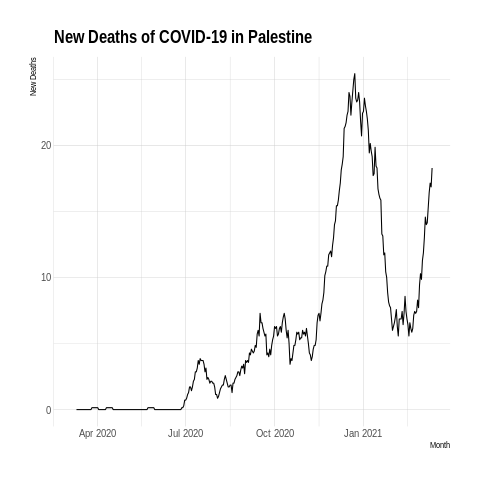 New Deaths of COVID-19 in Palestine
New Deaths
20
10
0
Apr 2020 Jul 2020 Oct 2020 Jan 2021
Month